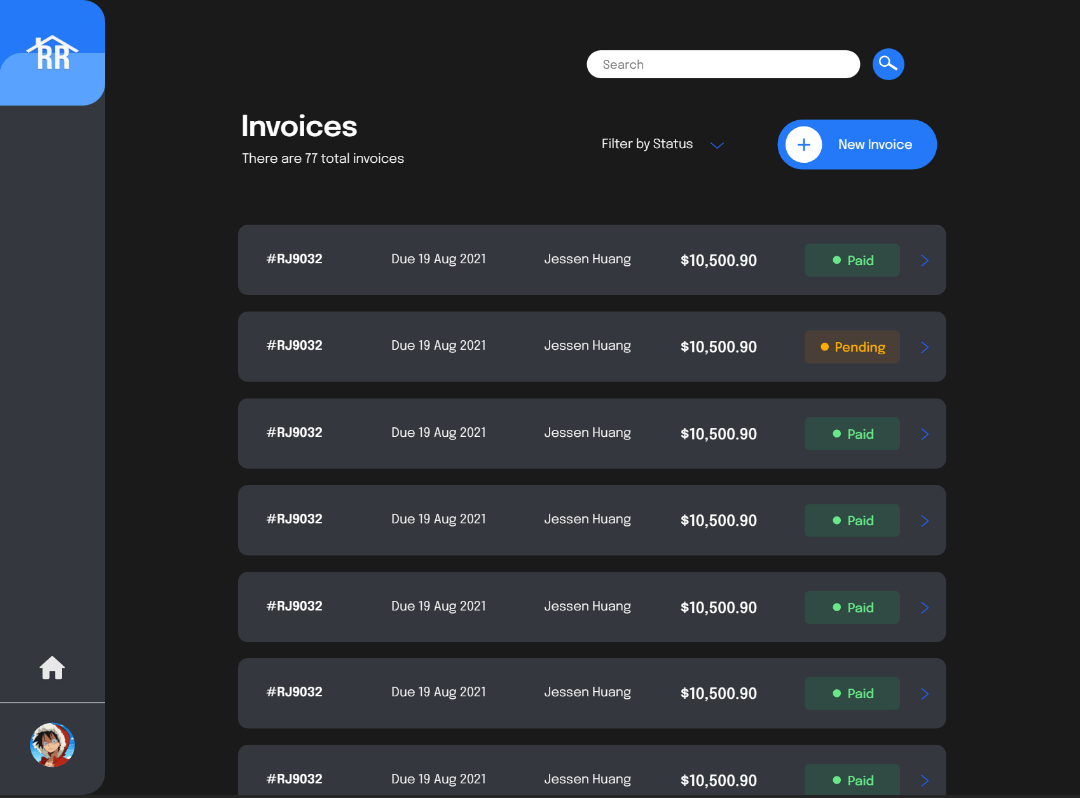 RR
Search
Invoices
There are 77 total invoices
Filter by Status
New Invoice
#RJ9032 Due 19 Aug 2021 Jessen Huang $10,500.90 Paid
#RJ9032 Due 19 Aug 2021 Jessen Huang $10,500.90 Pending
#RJ9032 Due 19 Aug 2021 Jessen Huang $10,500.90 Paid
#RJ9032 Due 19 Aug 2021 Jessen Huang $10,500.90 Paid
#RJ9032 Due 19 Aug 2021 Jessen Huang $10,500.90 Paid
#RJ9032 Due 19 Aug 2021 Jessen Huang $10,500.90 Paid
#RJ9032 Due 19 Aug 2021 Jessen Huang $10,500.90 Paid